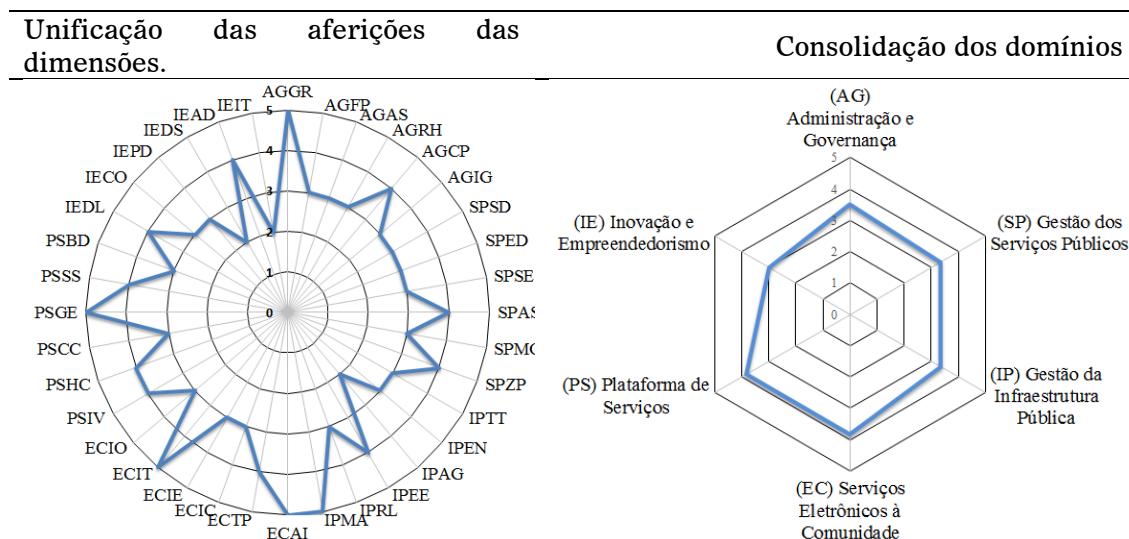 Unificação das aferições das
dimensões.
Consolidação dos domínios
AGGR
AGFP
AGAS
AGRH
AGCP
AGIG
SPSD
SPED
SPSE
SPAS
SPMO
SPZP
IPTT
IPEN
IPAG
IPEE
IPRL
IPMA
ECAI
ECTP
ECIC
ECIE
ECIT
ECIO
PSIV
PSHC
PSCC
PSGE
PSSS
PSBD
IEDL
IECO
IEPD
IEDS
IEAD
IEIT
5
4
3
2
1
0
(AG)
Administração e
Governança
(SP) Gestão dos
Serviços Públicos
(IP) Gestão da
Infraestrutura
Pública
(EC) Serviços
Eletrônicos à
Comunidade
(PS) Plataforma de
Serviços
(IE) Inovação e
Empreendedorismo
5
4
3
2
1
0